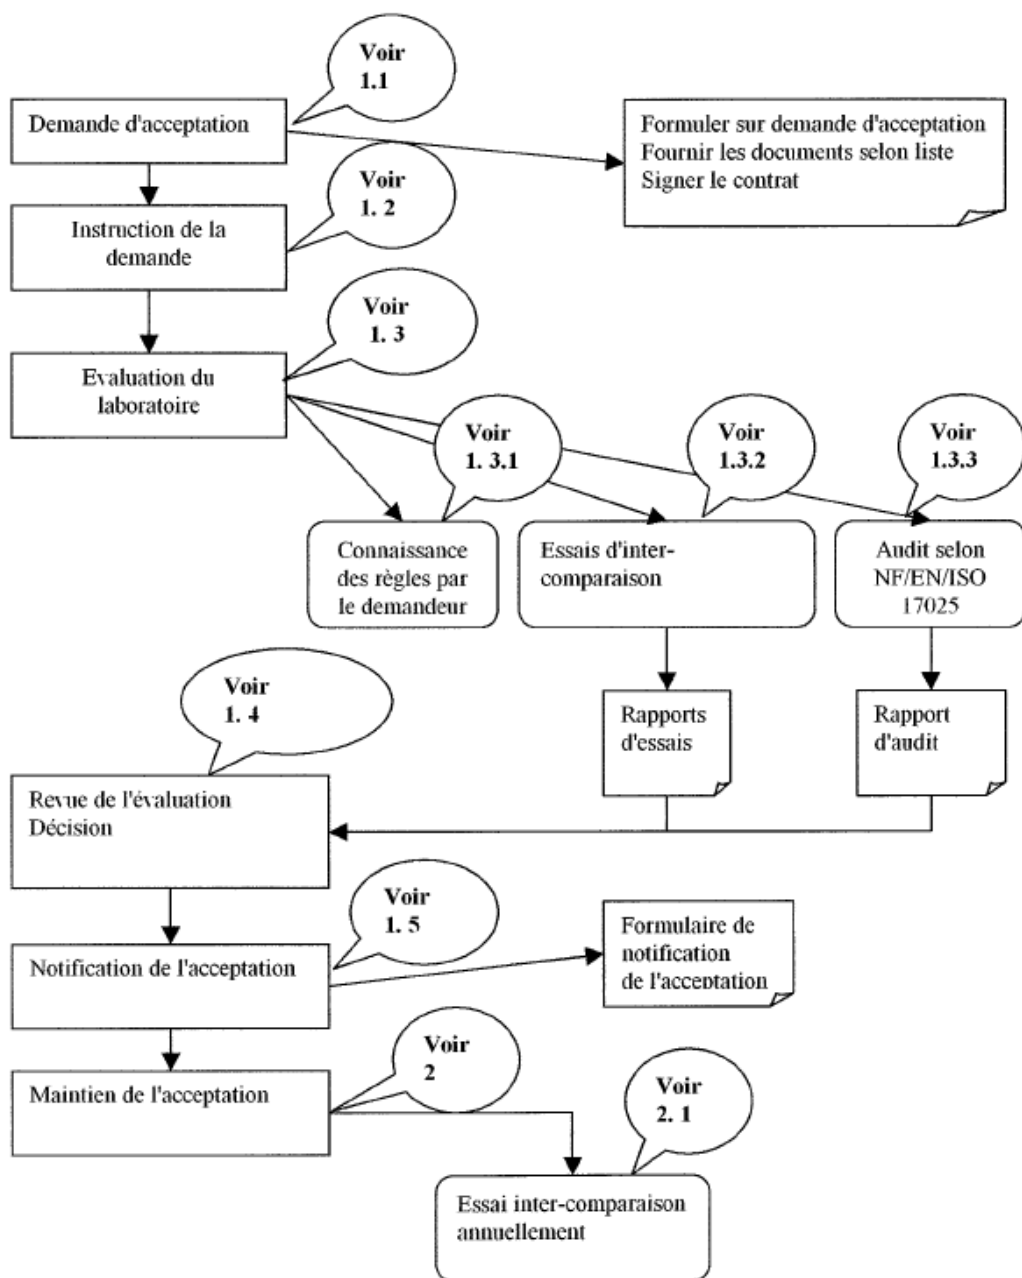 Voir
1.1
Demande d'acceptation
Formuler sur demande d'acceptation
Fournir les documents selon liste
Signer le contrat
Voir
1. 2
Instruction de la
demande
Voir
1. 3
Evaluation du
laboratoire
Voir
1. 3.1
Voir
1.3.2
Voir
1.3.3
Connaissance
des règles par
le demandeur
Essais d'inter-
comparaison
Audit selon
NF/EN/ISO
17025
Voir
1. 4
Rapports
d'essais
Rapport
d'audit
Revue de l'évaluation
Décision
Voir
1. 5
Notification de l'acceptation
Formulaire de
notification
de l'acceptation
Voir
2
Maintien de l'acceptation
Voir
2. 1
Essai inter-comparaison
annuellement